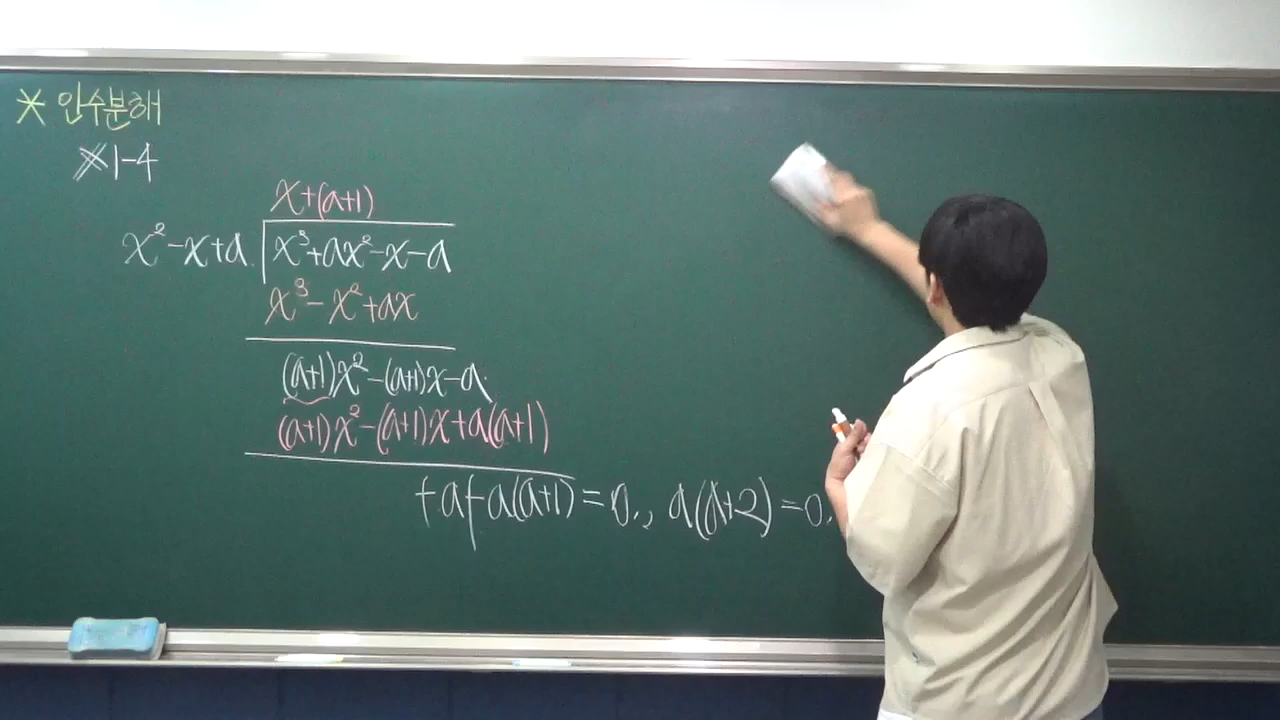 * 인수분해
※1-4
x+(a+1)
x²-x+a x³+ax²-x-a
x³-x²+ax
(a+1)x²-(a+1)x-a.
(a+1)x²-(a+1)x+a(a+1)
+a+a(a+1)=0., a(a+2)=0.